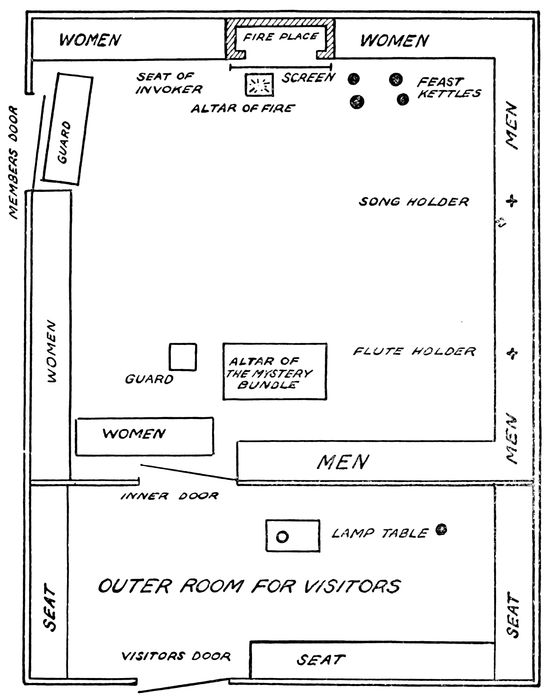 WOMEN
FIRE PLACE
WOMEN
SEAT OF
INVOKER
SCREEN
ALTAR OF FIRE
FEAST
KETTLES
MEMBERS DOOR
GUARD
MEN
SONG HOLDER
WOMEN
GUARD
ALTAR OF
THE MYSTERY
BUNDLE
FLUTE HOLDER
WOMEN
MEN
MEN
INNER DOOR
LAMP TABLE
OUTER ROOM FOR VISITORS
SEAT
SEAT
VISITORS DOOR
SEAT